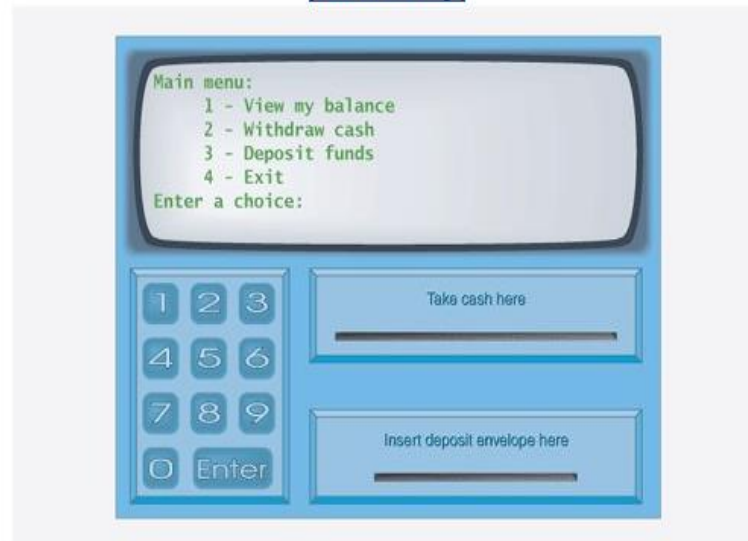 Main menu:
1 - View my balance
2 - Withdraw cash
3 - Deposit funds
4 - Exit
Enter a choice:
1 2 3
4 5 6
7 8 9
0 Enter
Take cash here
Insert deposit envelope here